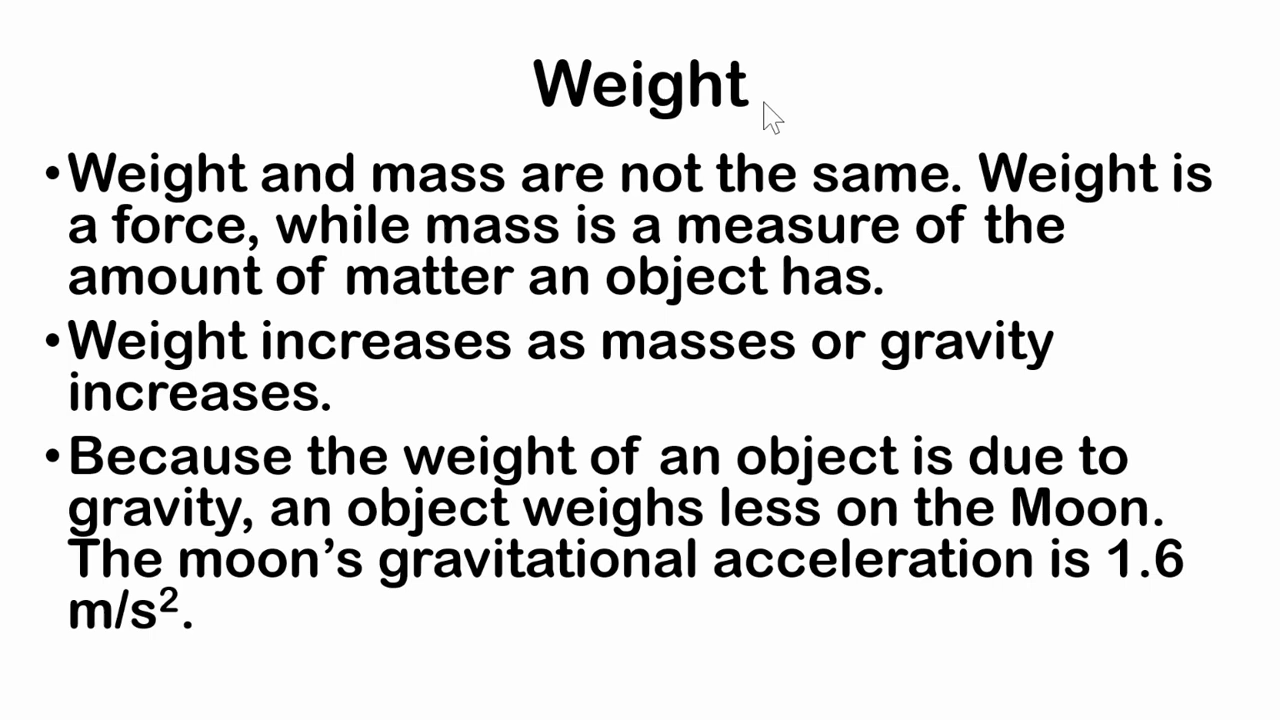 Weight
•Weight and mass are not the same. Weight is
a force, while mass is a measure of the
amount of matter an object has.
•Weight increases as masses or gravity
increases.
•Because the weight of an object is due to
gravity, an object weighs less on the Moon.
The moon’s gravitational acceleration is 1.6
m/s².